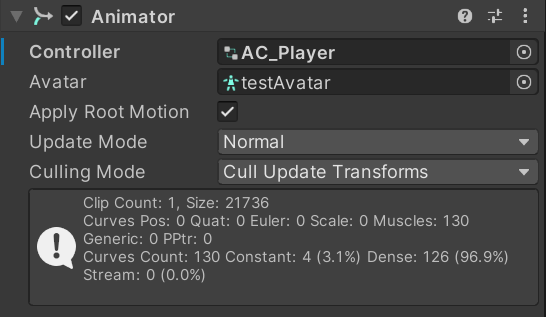 Animator
Controller AC_Player
Avatar testAvatar
Apply Root Motion
Update Mode Normal
Culling Mode Cull Update Transforms
Clip Count: 1, Size: 21736
Curves Pos: 0 Quat: 0 Euler: 0 Scale: 0 Muscles: 130
Generic: 0 PPtr: 0
Curves Count: 130 Constant: 4 (3.1%) Dense: 126 (96.9%)
Stream: 0 (0.0%)